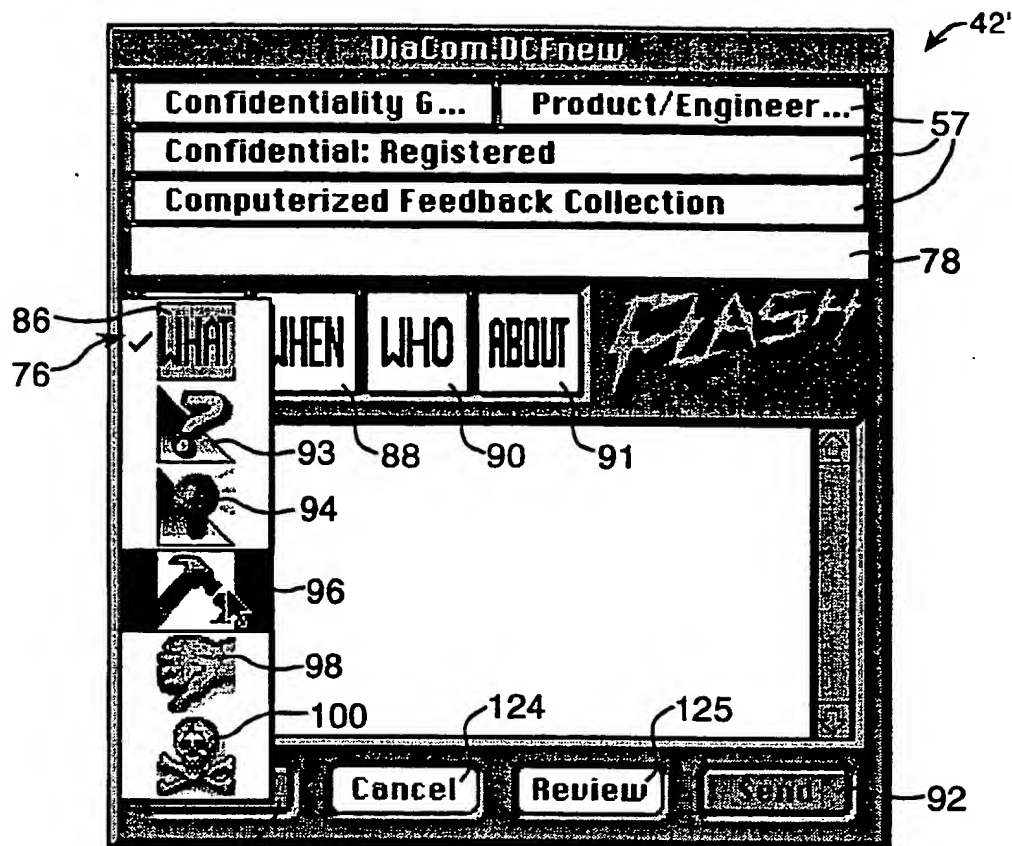 42'
DiaCom:DCFnew
Confidentiality & ...
Product/Engineer...
57
Confidential: Registered
Computerized Feedback Collection
78
86
76
WHAT
WHEN
WHO
ABOUT
FLASH
93
88
90
91
94
96
98
100
124
125
Cancel
Review
Send
92